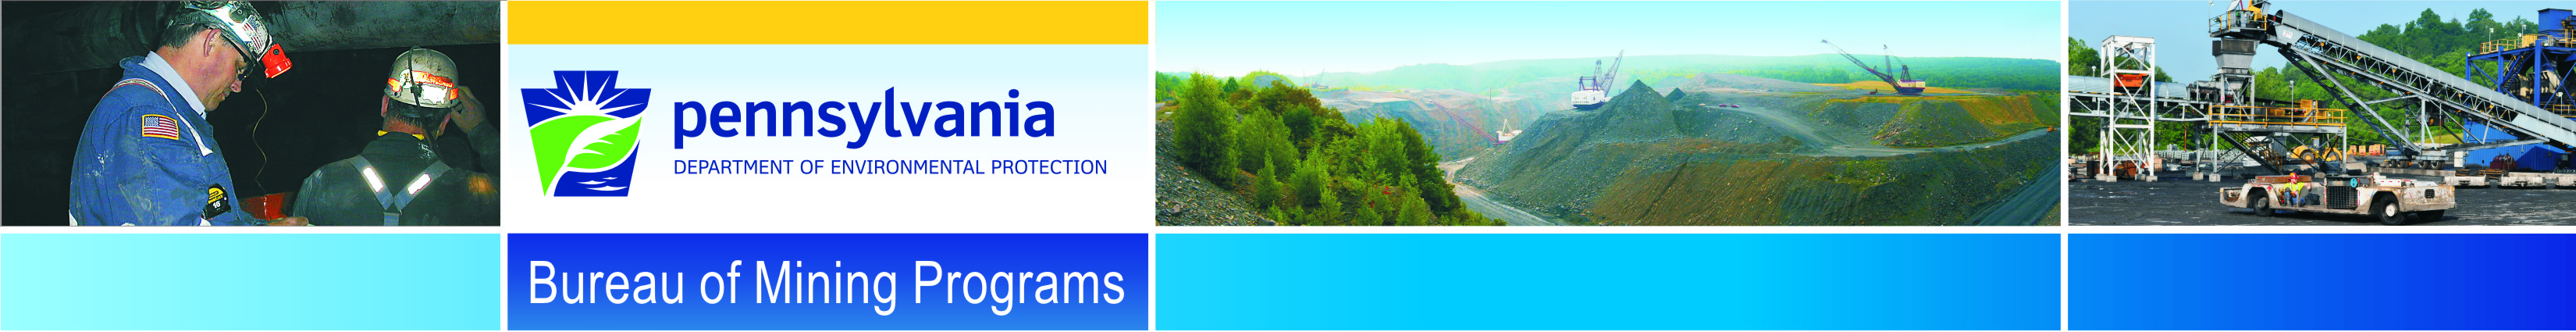 pennsylvania
DEPARTMENT OF ENVIRONMENTAL PROTECTION
Bureau of Mining Programs